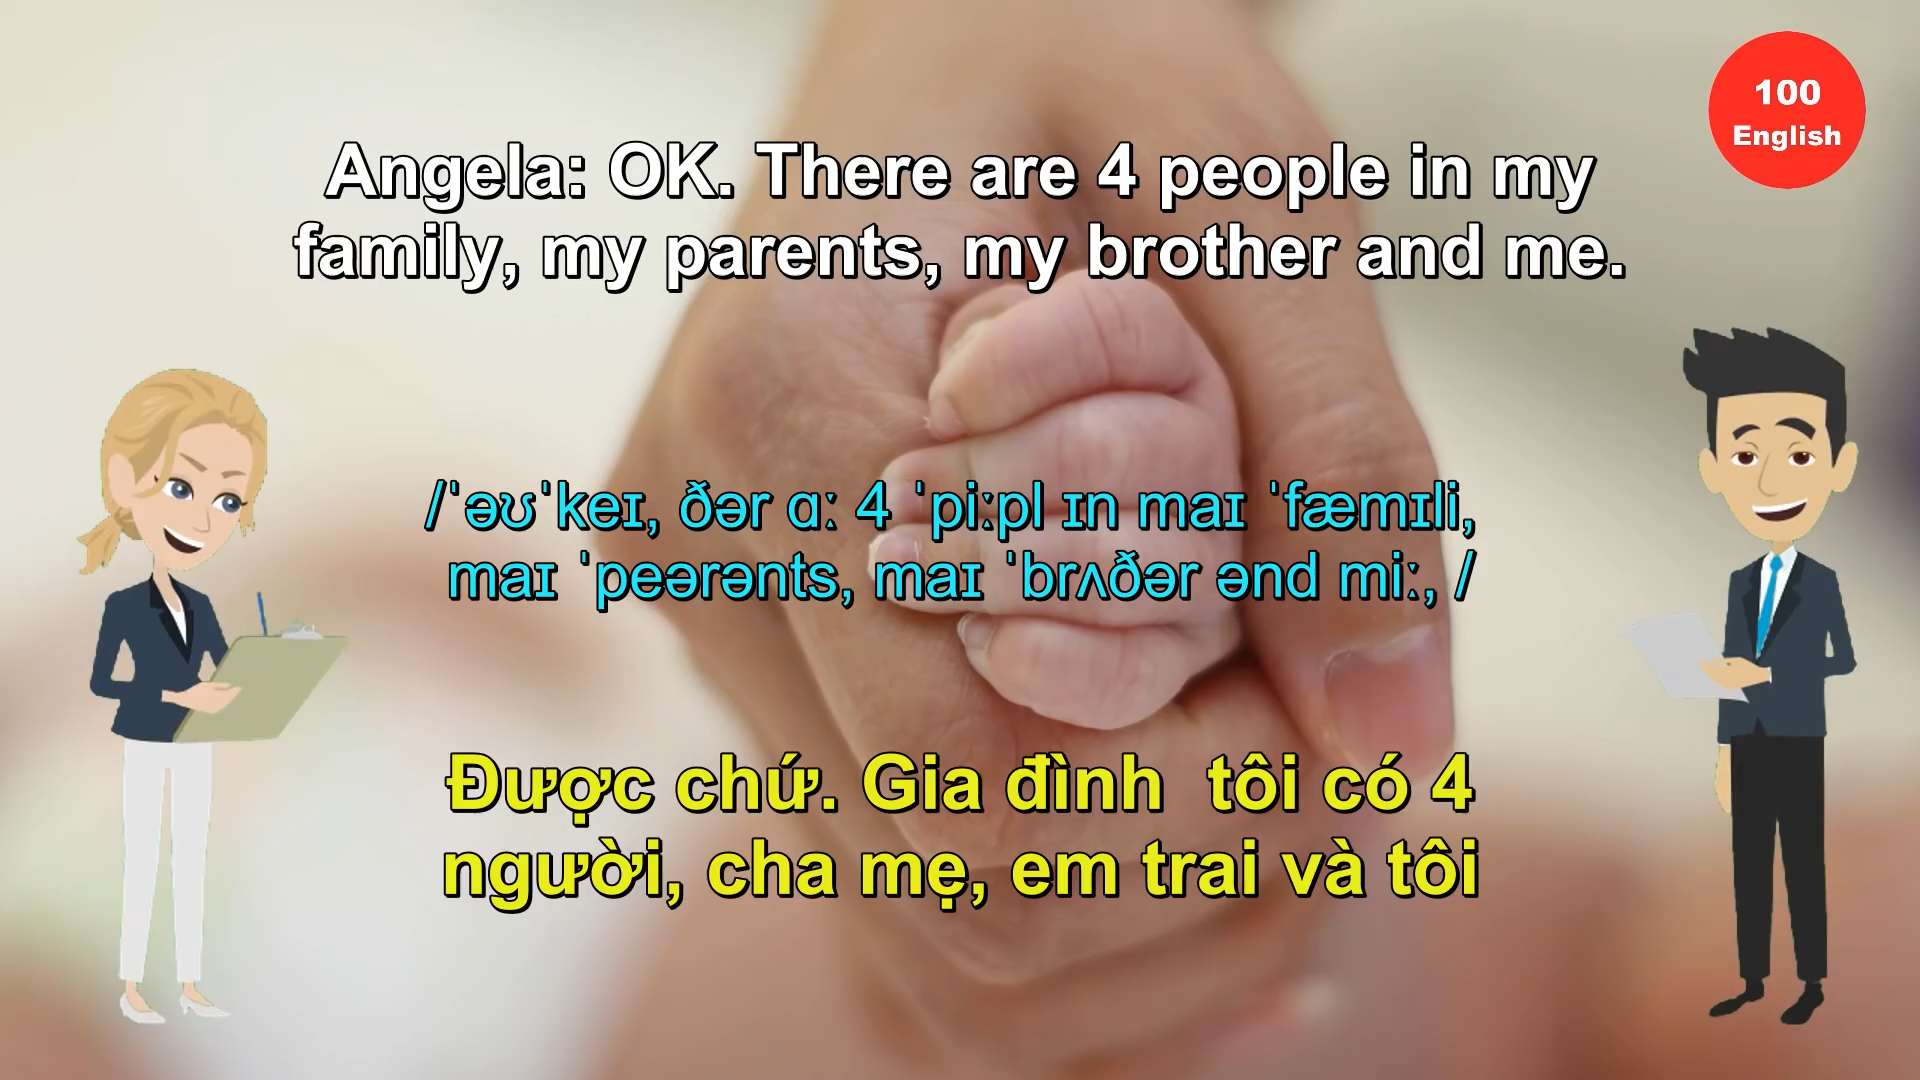 100
English
Angela: OK. There are 4 people in my
family, my parents, my brother and me.
/ˈəʊˈkeɪ, ðər ɑː 4 ˈpiːpl ɪn maɪ ˈfæmɪli,
maɪ ˈpeərənts, maɪ ˈbrʌðər ənd miː, /
Được chứ. Gia đình  tôi có 4
người, cha mẹ, em trai và tôi